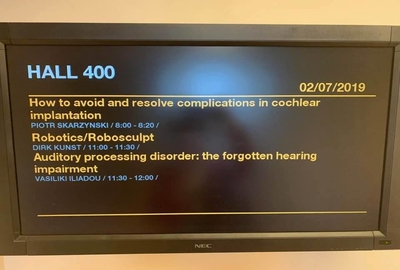 HALL 400
02/07/2019
How to avoid and resolve complications in cochlear
implantation
PIOTR SKARZYNSKI / 8:00 - 8:20 /
Robotics/Robosculpt
DIRK KUNST / 11:00 - 11:30 /
Auditory processing disorder: the forgotten hearing
impairment
VASILIKI ILIADOU / 11:30 - 12:00 /
NEC